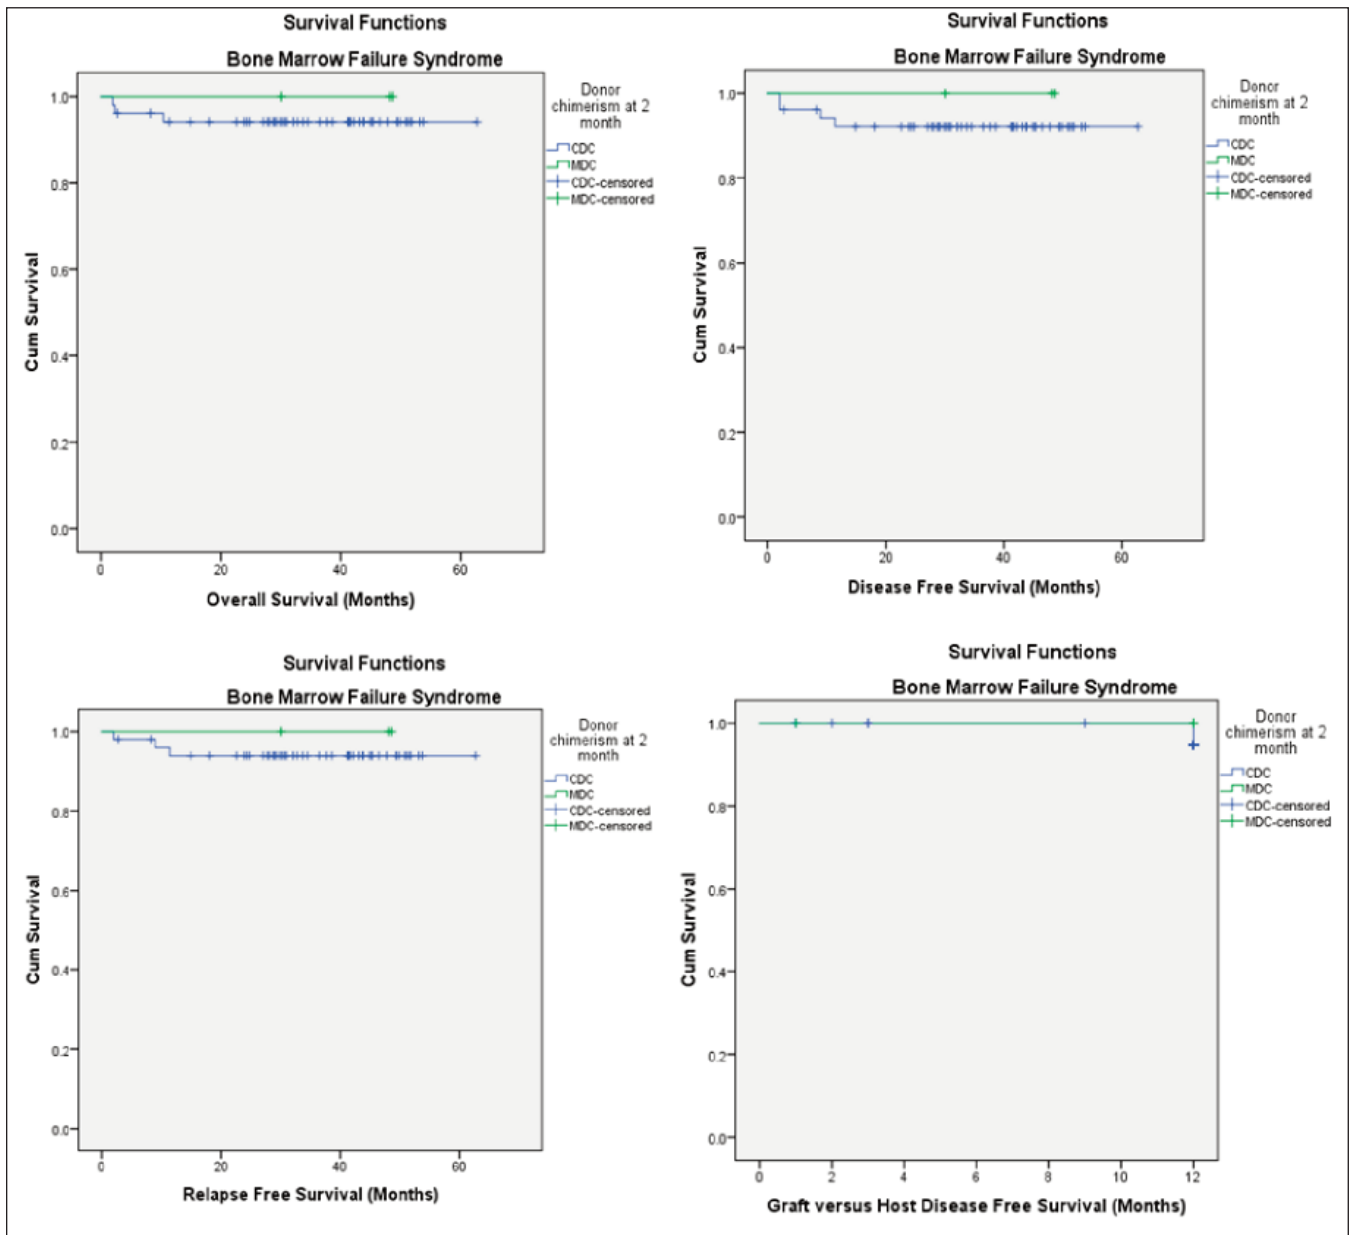 Survival Functions
Bone Marrow Failure Syndrome
1.0
0.8
0.6
0.4
0.2
0.0
Cum Survival
0 20 40 60
Overall Survival (Months)
Donor
chimerism at 2
month
CDC
MDC
CDC-censored
MDC-censored
Survival Functions
Bone Marrow Failure Syndrome
1.0
0.8
0.6
0.4
0.2
0.0
Cum Survival
0 20 40 60
Disease Free Survival (Months)
Donor
chimerism at 2
month
CDC
MDC
CDC-censored
MDC-censored
Survival Functions
Bone Marrow Failure Syndrome
1.0
0.8
0.6
0.4
0.2
0.0
Cum Survival
0 20 40 60
Relapse Free Survival (Months)
Donor
chimerism at 2
month
CDC
MDC
CDC-censored
MDC-censored
Survival Functions
Bone Marrow Failure Syndrome
1.0
0.8
0.6
0.4
0.2
0.0
Cum Survival
0 2 4 6 8 10 12
Graft versus Host Disease Free Survival (Months)
Donor
chimerism at 2
month
CDC
MDC
CDC-censored
MDC-censored